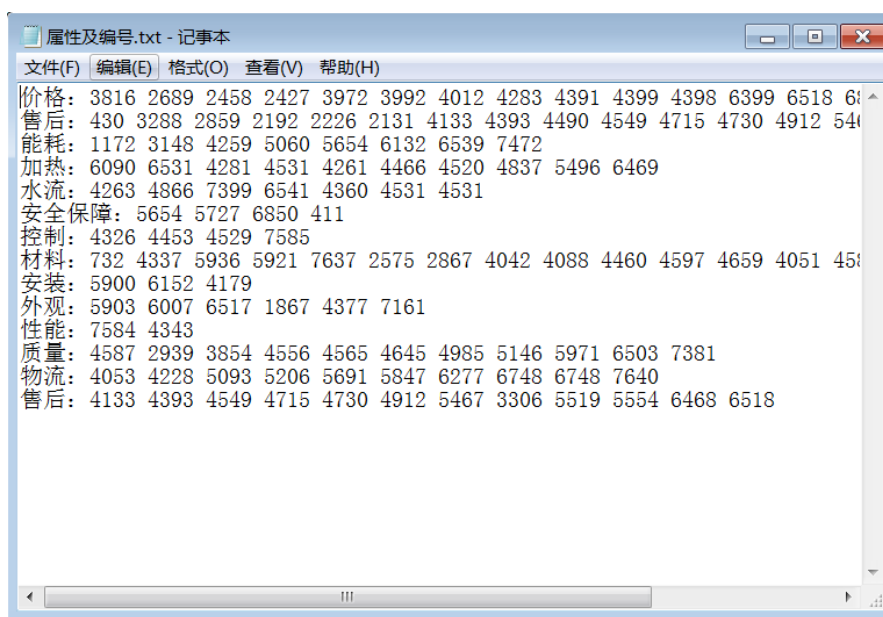 属性及编号.txt - 记事本
文件(F) 编辑(E) 格式(O) 查看(V) 帮助(H)
价格: 3816 2689 2458 2427 3972 3992 4012 4283 4391 4399 4398 6399 6518
售后: 430 3288 2859 2192 2226 2131 4133 4393 4490 4549 4715 4730 4912
能耗: 1172 3148 4259 5060 5654 6132 6539 7472
加热: 6090 6531 4281 4531 4261 4466 4520 4837 5496 6469
水流: 4263 4866 7399 6541 4360 4531 4531
安全保障: 5654 5727 6850 411
控制: 4326 4453 4529 7585
材料: 732 4337 5936 5921 7637 2575 2867 4042 4088 4460 4597 4659 4051
安装: 5900 6152 4179
外观: 5903 6007 6517 1867 4377 7161
性能: 7584 4343
质量: 4587 2939 3854 4556 4565 4645 4985 5146 5971 6503 7381
物流: 4053 4228 5093 5206 5691 5847 6277 6748 6748 7640
售后: 4133 4393 4549 4715 4730 4912 5467 3306 5519 5554 6468 6518